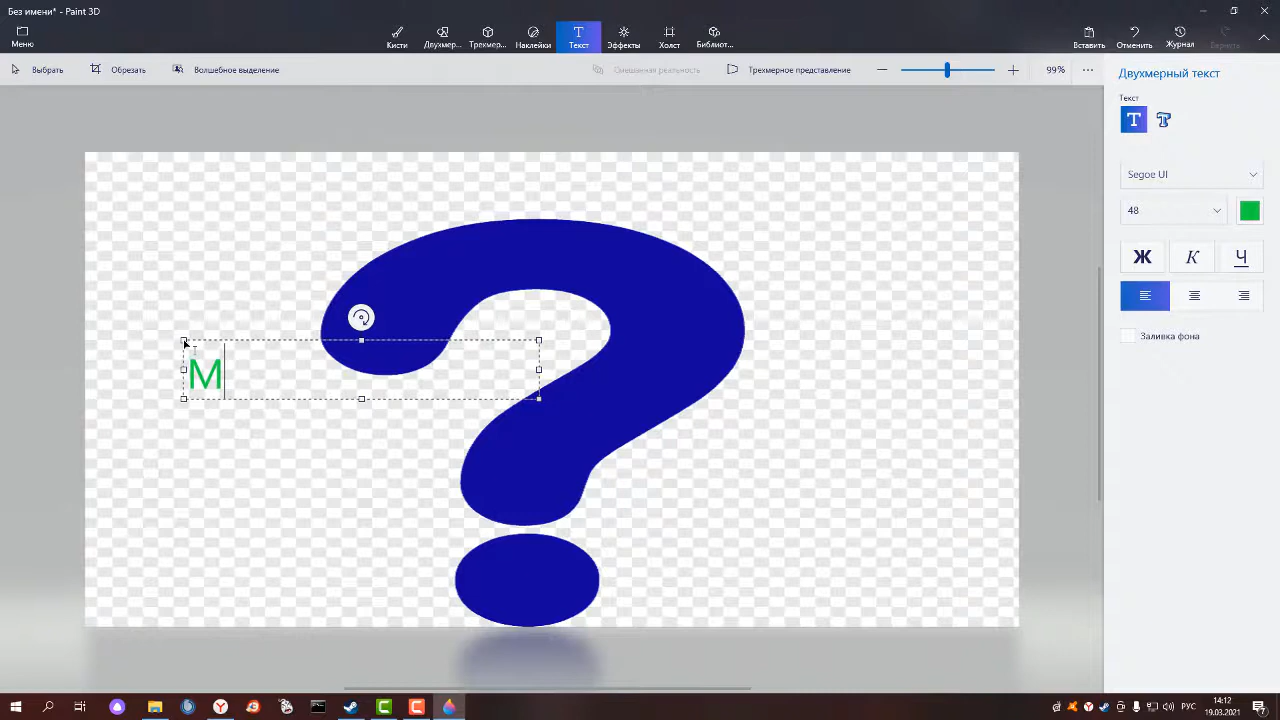 Без имени* - Paint 3D
Меню
Кисти
Двухмер...
Трехмер...
Наклейки
Текст
Эффекты
Холст
Библиот...
Вставить
Отменить
Журнал
Вернуть
Выбрать
Обрезать
Волшебное выделение
Смешанная реальность
Трехмерное представление
99%
Двухмерный текст
Текст
Segoe UI
48
Ж
К
Ч
Заливка фона
М
?
РУС
14:12
19.03.2021